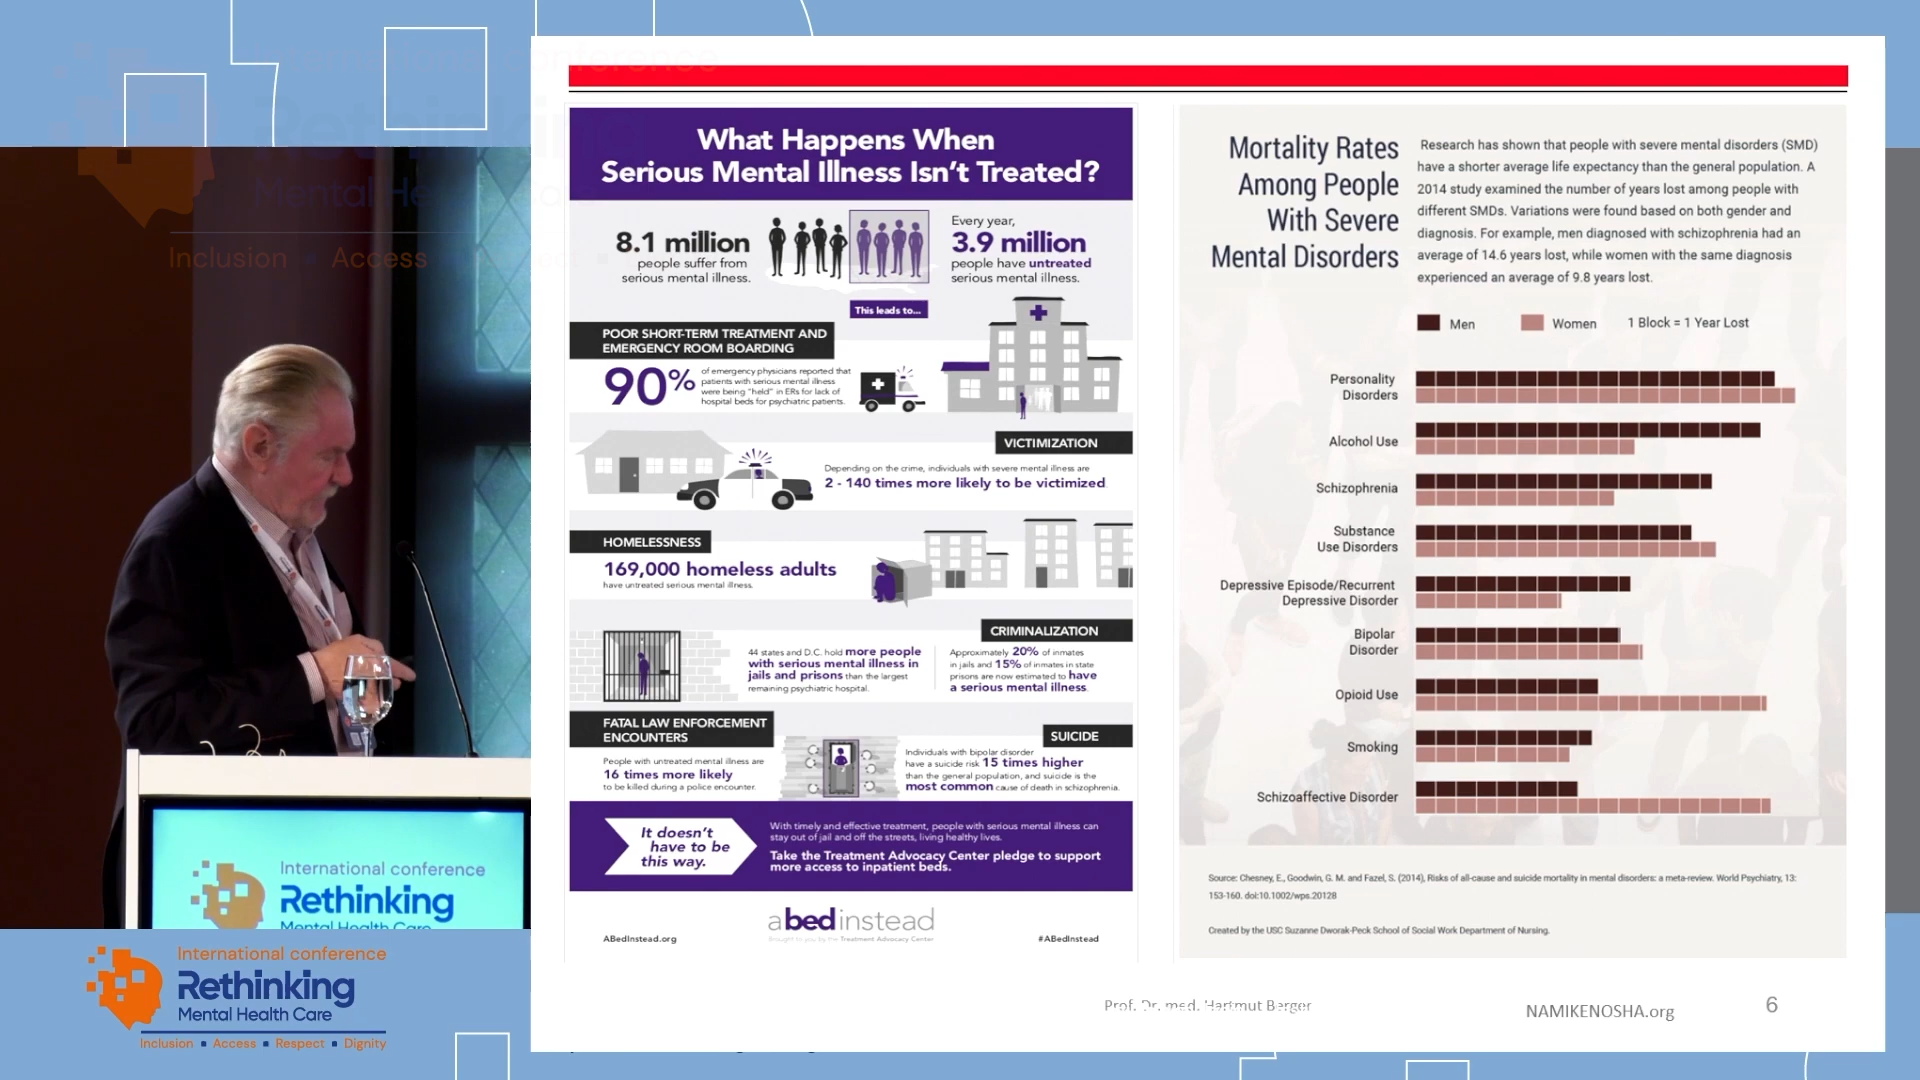 What Happens When
Serious Mental Illness Isn't Treated?
8.1 million
people suffer from
serious mental illness.
Every year,
3.9 million
people have untreated
serious mental illness.
This leads to...
POOR SHORT-TERM TREATMENT AND
EMERGENCY ROOM BOARDING
90%
of emergency physicians reported that
patients with serious mental illness
were being "held" in ERs for lack of
hospital beds for psychiatric patients.
VICTIMIZATION
Depending on the crime, individuals with severe mental illness are
2 - 140 times more likely to be victimized
HOMELESSNESS
169,000 homeless adults
have untreated serious mental illness.
CRIMINALIZATION
44 states and D.C. hold more people
with serious mental illness in
jails and prisons than the largest
remaining psychiatric hospital.
Approximately 20% of inmates
in jails and 15% of inmates in state
prisons are now estimated to have
a serious mental illness
FATAL LAW ENFORCEMENT
ENCOUNTERS
People with untreated mental illness are
16 times more likely
to be killed during a police encounter.
SUICIDE
Individuals with bipolar disorder
have a suicide risk 15 times higher
than the general population, and suicide is the
most common cause of death in schizophrenia.
It doesn't
have to be
this way.
With timely and effective treatment, people with serious mental illness can
stay out of jail and off the streets, living healthy lives.
Take the Treatment Advocacy Center pledge to support
more access to inpatient beds.
abedinstead
Brought to you by the Treatment Advocacy Center
ABedInstead.org
#ABedInstead
Mortality Rates
Among People
With Severe
Mental Disorders
Research has shown that people with severe mental disorders (SMD)
have a shorter average life expectancy than the general population. A
2014 study examined the number of years lost among people with
different SMDs. Variations were found based on both gender and
diagnosis. For example, men diagnosed with schizophrenia had an
average of 14.6 years lost, while women with the same diagnosis
experienced an average of 9.8 years lost.
Men
Women
1 Block = 1 Year Lost
Personality
Disorders
Alcohol Use
Schizophrenia
Substance
Use Disorders
Depressive Episode/Recurrent
Depressive Disorder
Bipolar
Disorder
Opioid Use
Smoking
Schizoaffective Disorder
Source: Chesney, E., Goodwin, G. M. and Fazel, S. (2014), Risks of all-cause and suicide mortality in mental disorders: a meta-review. World Psychiatry, 13:
153-160. doi:10.1002/wps.20128
Created by the USC Suzanne Dworak-Peck School of Social Work Department of Nursing.
Prof. Dr. med. Hartmut Berger
NAMIKENOSHA.org
6
International conference
Rethinking
Mental Health Care
International conference
Rethinking
Mental Health Care
Inclusion ▪ Access ▪ Respect ▪ Dignity
conference
Rethinking
Mental He
Inclusion ▪ Access